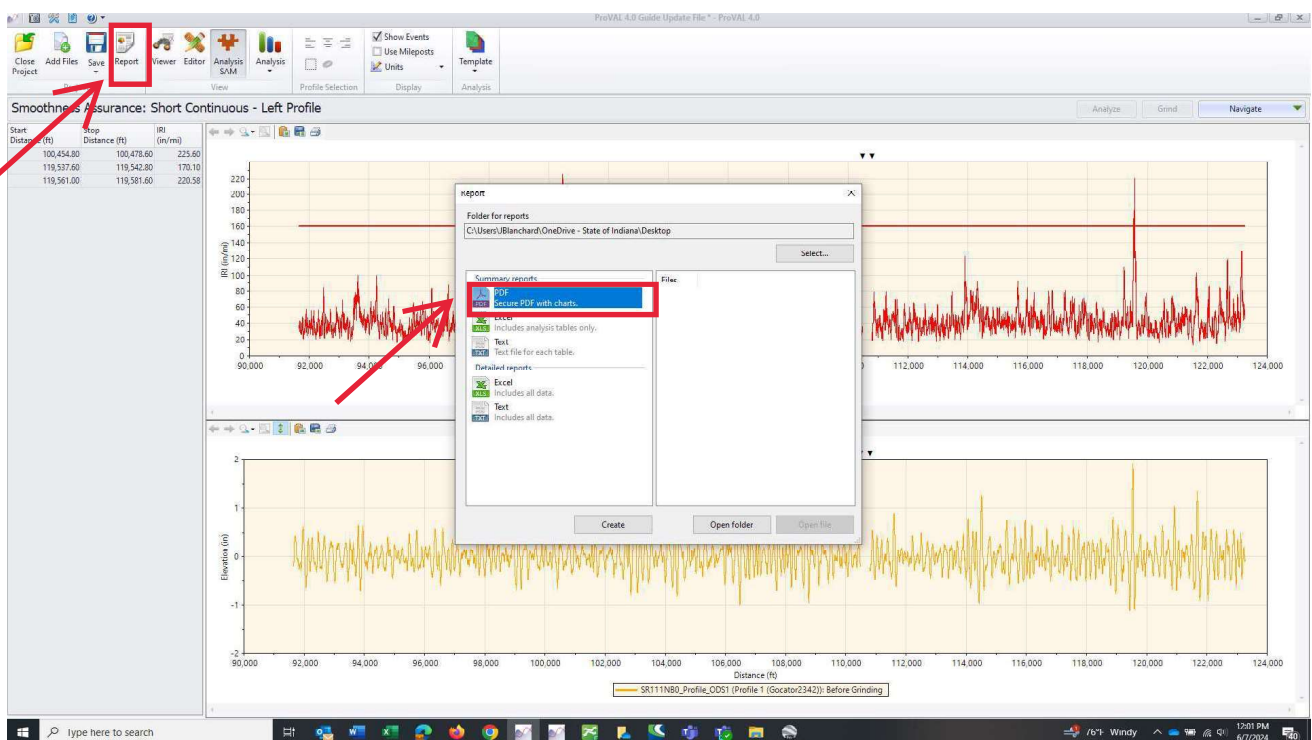 ProVAL 4.0 Guide Update File * - ProVAL 4.0
Close Project
Add Files
Save
Report
Viewer
Editor
Analysis SAM
Analysis
Show Events
Use Mileposts
Units
Template
View
Profile Selection
Display
Analysis
Smoothness Assurance: Short Continuous - Left Profile
Analyze
Grind
Navigate
Start Distance (ft)
Stop Distance (ft)
IRI (in/mi)
100,454.80 100,478.60 225.60
119,537.60 119,542.80 170.10
119,561.00 119,581.60 220.58
220
200
180
160
140
120
100
80
60
40
20
0
IRI (in/mi)
90,000 92,000 94,000 96,000 112,000 114,000 116,000 118,000 120,000 122,000 124,000
Report
Folder for reports
C:\Users\JBlanchard\OneDrive - State of Indiana\Desktop
Select...
Summary reports
Files
PDF
Secure PDF with charts.
Excel
Includes analysis tables only.
Text
Text file for each table.
Detailed reports
Excel
Includes all data.
Text
Includes all data.
Create
Open folder
Open file
2
1
0
-1
-2
Elevation (in)
90,000 92,000 94,000 96,000 98,000 100,000 102,000 104,000 106,000 108,000 110,000 112,000 114,000 116,000 118,000 120,000 122,000 124,000
Distance (ft)
SR111NB0_Profile_ODS1 (Profile 1 (Gocator2342)): Before Grinding
Type here to search
76°F Windy
12:01 PM
6/7/2024
40